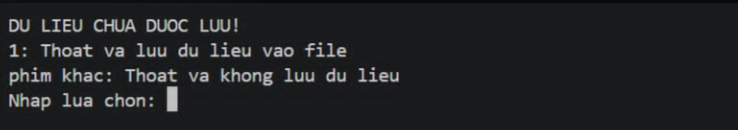 DU LIEU CHUA DUOC LUU!
1: Thoat va luu du lieu vao file
phim khac: Thoat va khong luu du lieu
Nhap lua chon: